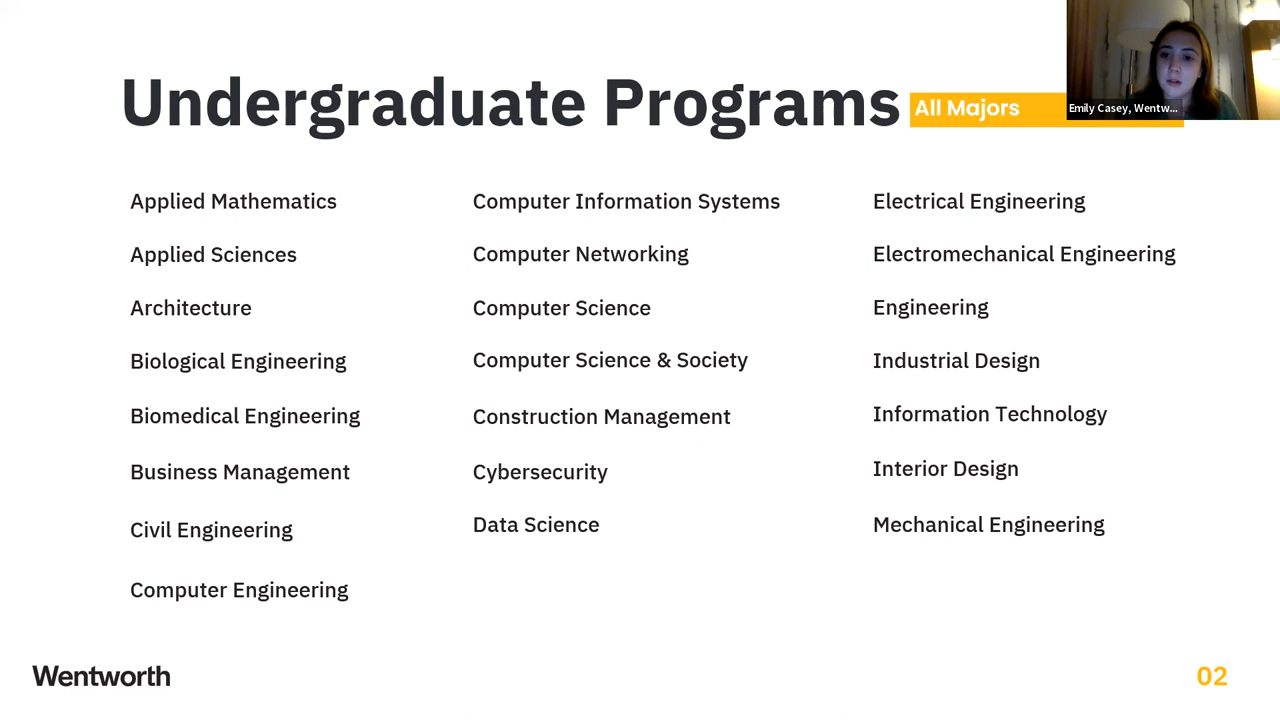 Undergraduate Programs
All Majors
Emily Casey, Wentw...
Applied Mathematics
Applied Sciences
Architecture
Biological Engineering
Biomedical Engineering
Business Management
Civil Engineering
Computer Engineering
Computer Information Systems
Computer Networking
Computer Science
Computer Science & Society
Construction Management
Cybersecurity
Data Science
Electrical Engineering
Electromechanical Engineering
Engineering
Industrial Design
Information Technology
Interior Design
Mechanical Engineering
Wentworth
02